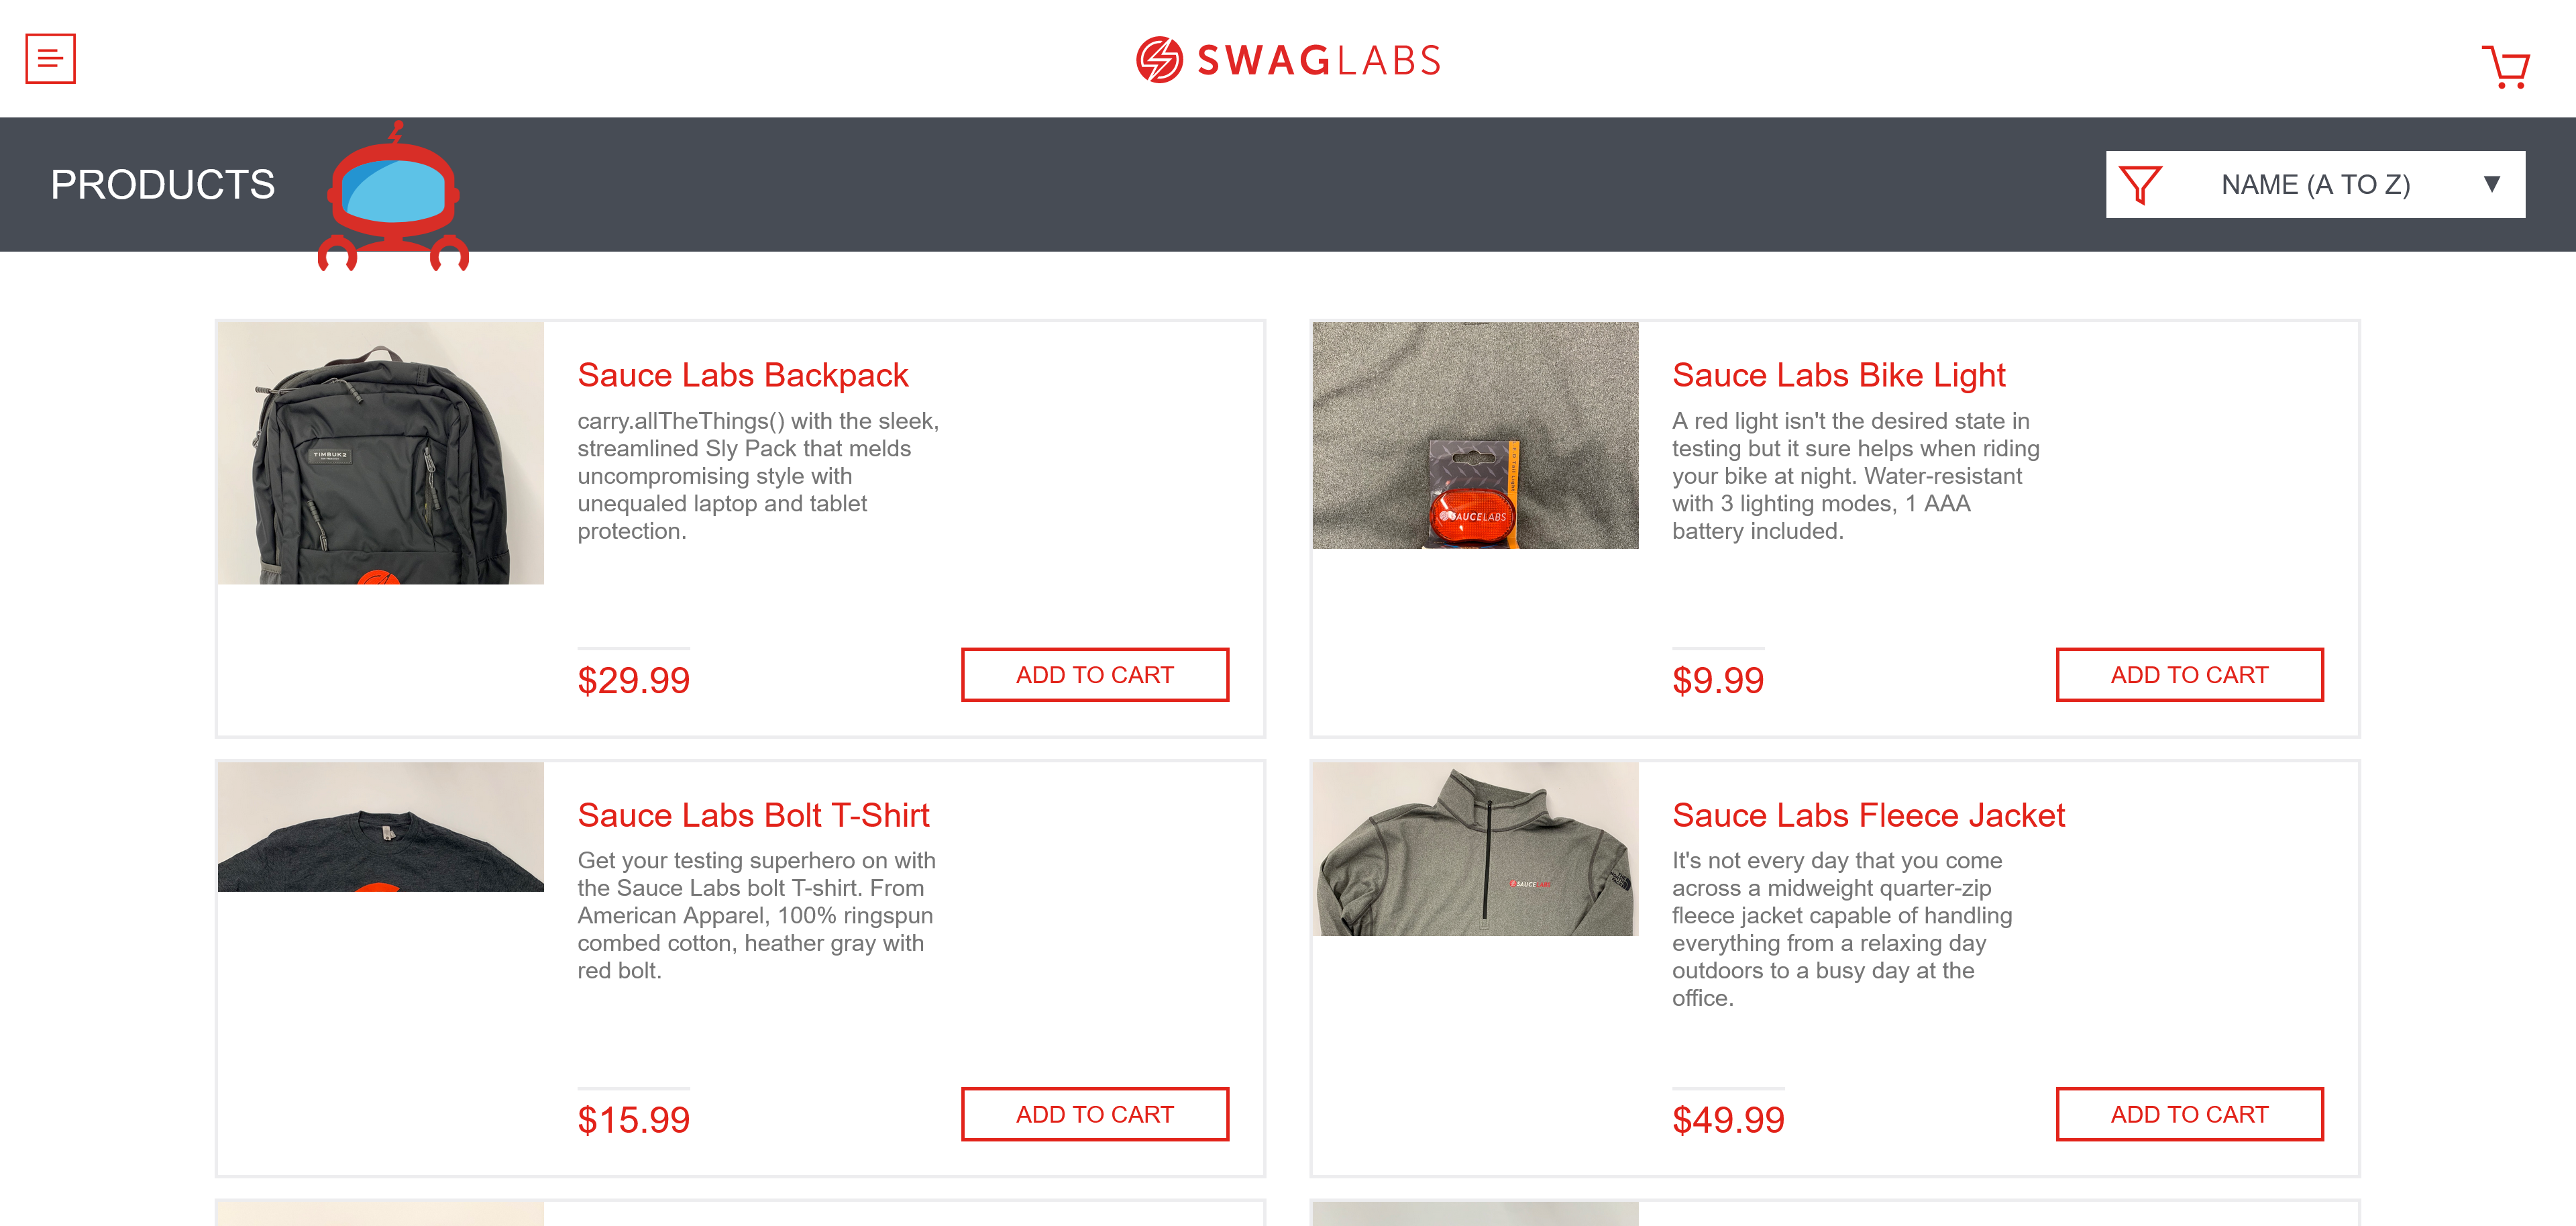 SWAGLABS
PRODUCTS
NAME (A TO Z)
Sauce Labs Backpack
carry.allTheThings() with the sleek,
streamlined Sly Pack that melds
uncompromising style with
unequaled laptop and tablet
protection.
$29.99
ADD TO CART
TIMBUK2
Sauce Labs Bike Light
A red light isn't the desired state in
testing but it sure helps when riding
your bike at night. Water-resistant
with 3 lighting modes, 1 AAA
battery included.
$9.99
ADD TO CART
SAUCELABS
Sauce Labs Bolt T-Shirt
Get your testing superhero on with
the Sauce Labs bolt T-shirt. From
American Apparel, 100% ringspun
combed cotton, heather gray with
red bolt.
$15.99
ADD TO CART
Sauce Labs Fleece Jacket
It's not every day that you come
across a midweight quarter-zip
fleece jacket capable of handling
everything from a relaxing day
outdoors to a busy day at the
office.
$49.99
ADD TO CART
SAUCELABS